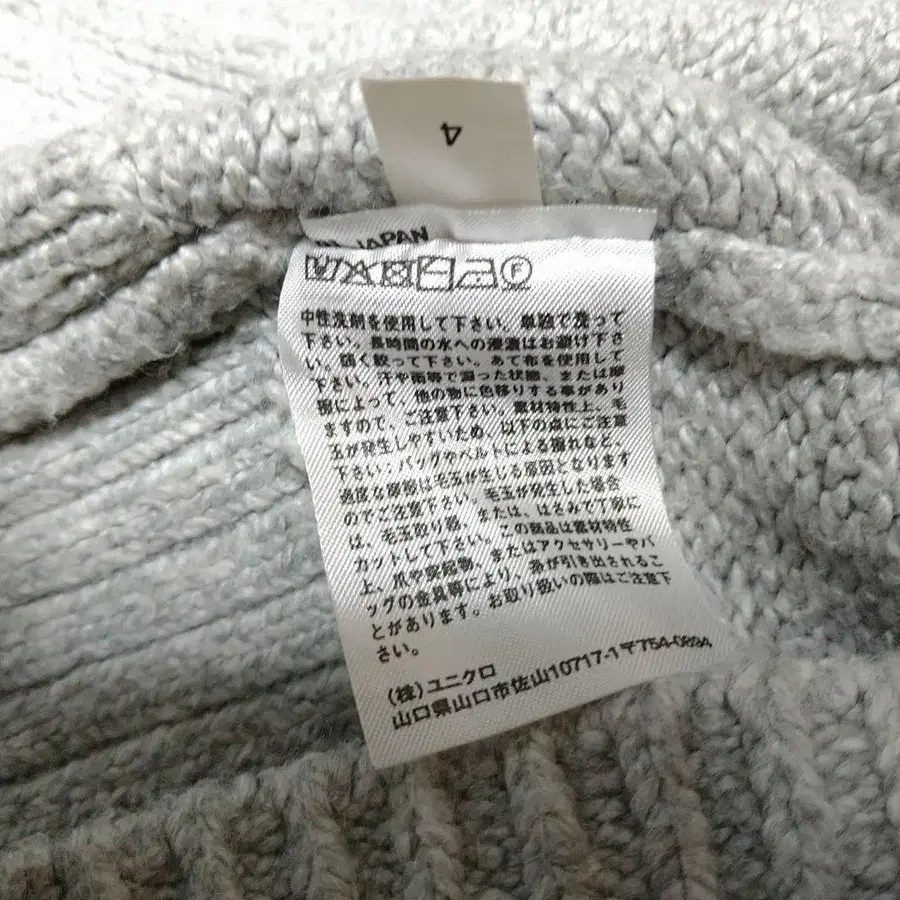 4
JAPAN
F
中性洗剤を使用して下さい。単独で洗って
下さい。長時間の水への浸漬はお避け下さ
い。弱く絞って下さい。あて布を使用して
下さい。汗や雨等で湿った状態、または摩
擦によって、他の物に色移りする事があり
ますので、ご注意下さい。素材特性上、毛
玉が発生しやすいため、以下の点にご注意
下さい:バッグやベルトによる擦れなど、
過度な摩擦は毛玉が生じる原因となります
のでご注意下さい。毛玉が発生した場合
は、毛玉取り器、または、はさみで丁寧に
カットして下さい。この商品は素材特性
上、爪や突起物、またはアクセサリーやバ
ッグの金具等により、糸が引き出されるこ
とがあります。お取り扱いの際はご注意下
さい。
(株)ユニクロ
山口県山口市佐山10717-1〒754-0894